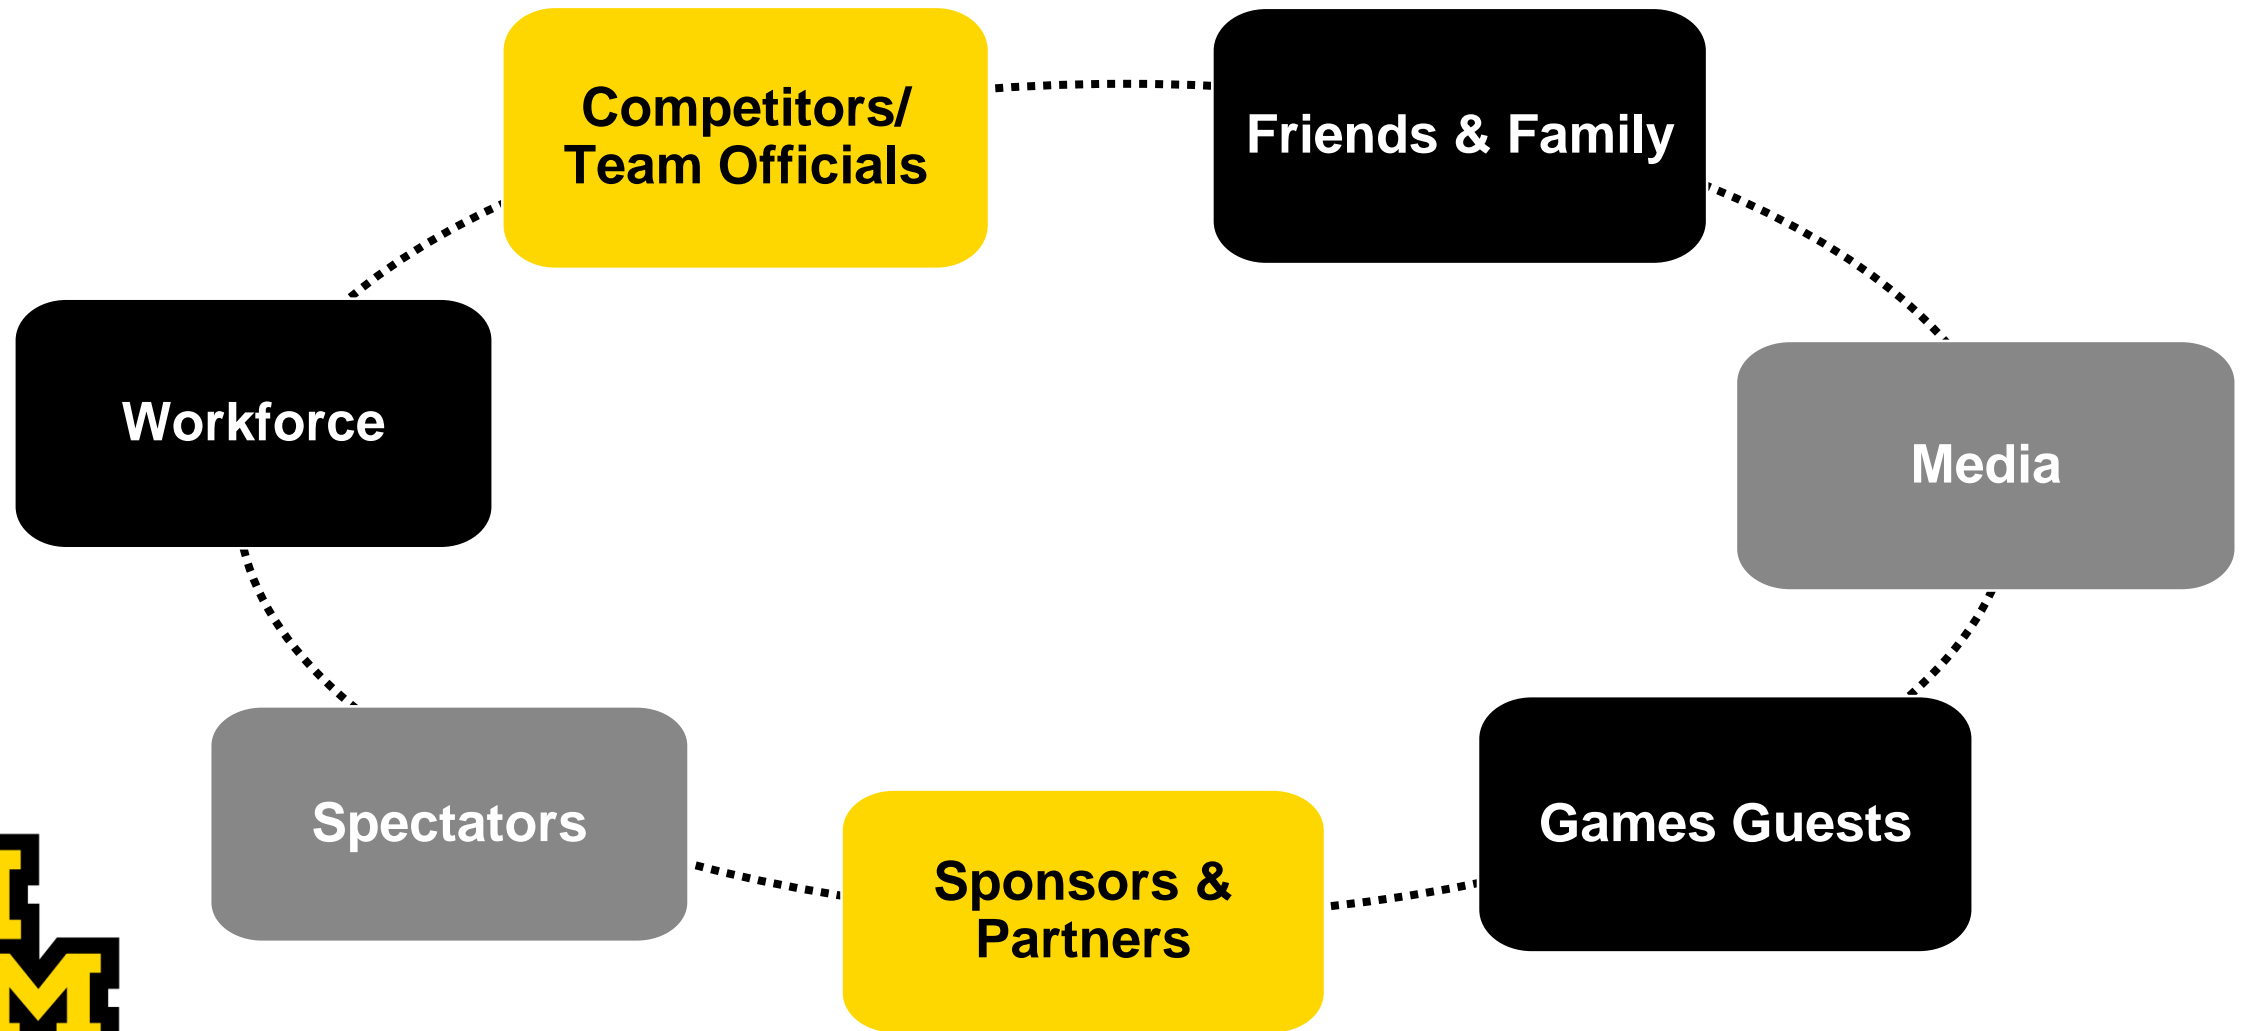 Competitors/
Team Officials
Friends & Family
Workforce
Media
Spectators
Games Guests
Sponsors &
Partners